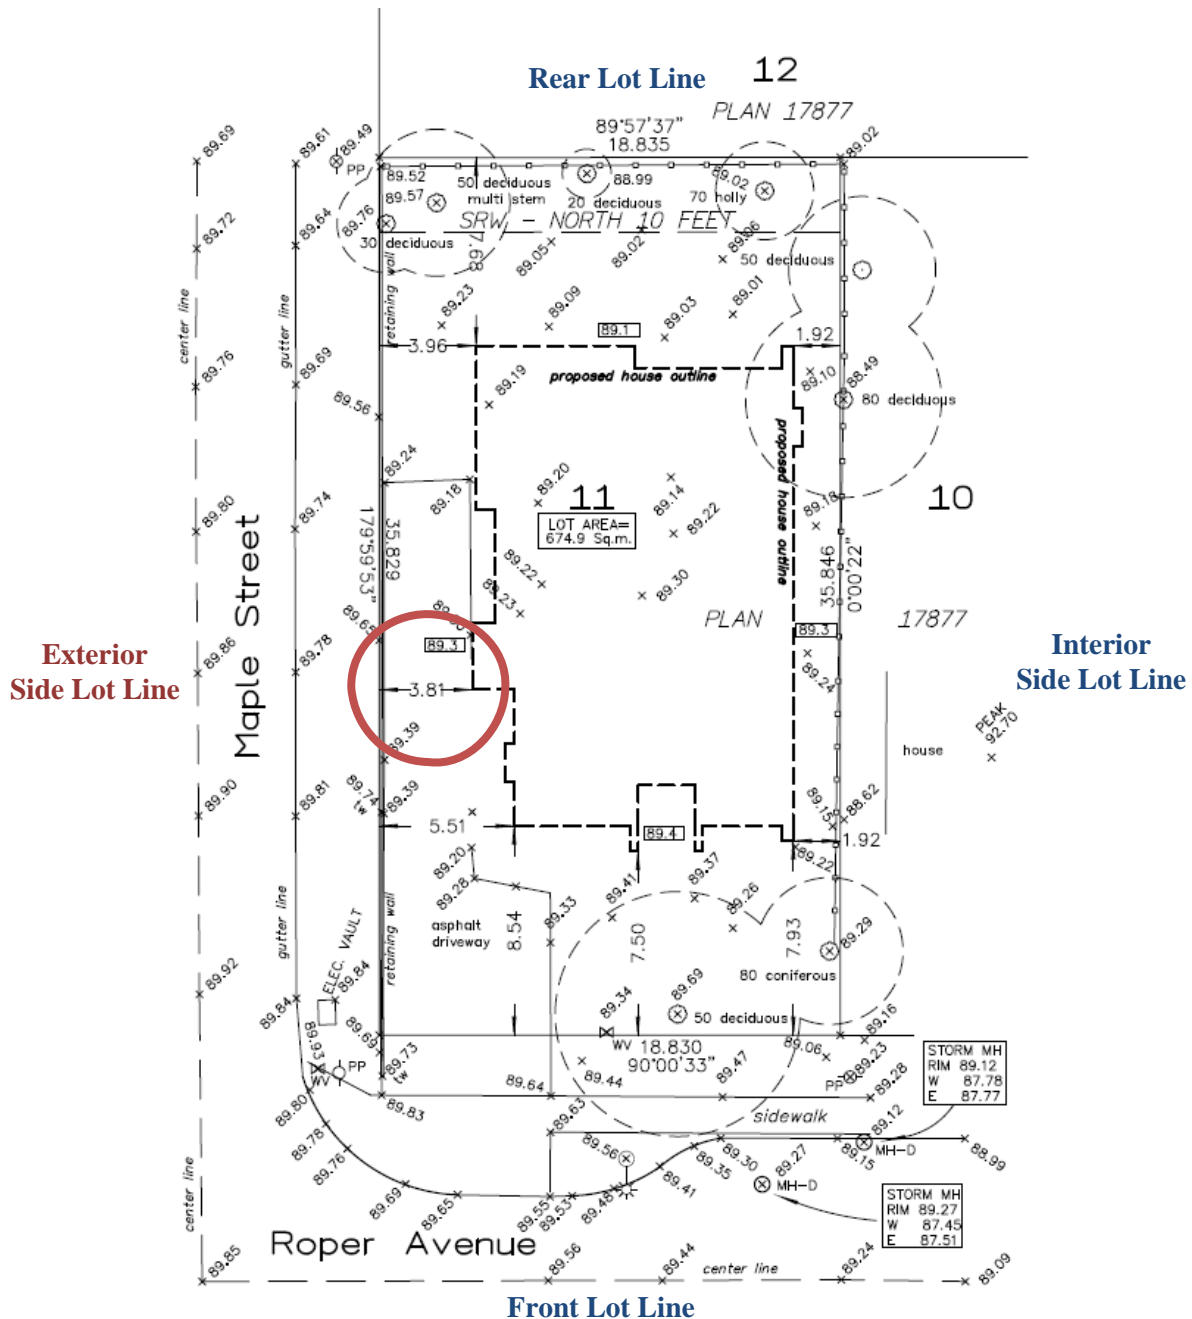 12
Rear Lot Line
PLAN 17877
89°57'37"
18.835
89.69
89.61
89.49
PP
89.02
89.52
50 deciduous
multi stem
88.99
20 deciduous
89.02
70 holly
89.57
89.76
SRW - NORTH 10 FEET
89.72
89.64
30 deciduous
7.68
89.05
89.02
89.06
50 deciduous
retaining wall
center line
gutter line
89.23
89.09
89.03
89.01
89.1
3.96
1.92
proposed house outline
89.76
89.69
89.19
89.10
88.49
80 deciduous
89.56
proposed house outline
89.24
89.18
89.20
11
89.14
89.22
89.18
10
LOT AREA=
674.9 Sq.m.
89.80
89.74
179°59'53"
35.829
Maple Street
89.22
89.23
89.30
35.846
0°00'22"
PLAN
17877
89.65
89.3
89.3
89.86
89.78
Exterior
Side Lot Line
Interior
Side Lot Line
3.81
89.24
89.39
PEAK
92.70
house
89.90
89.81
89.74
tw
89.39
5.51
89.4
89.15
88.62
1.92
89.20
89.28
89.37
89.22
89.41
89.26
89.33
asphalt
driveway
8.54
7.50
7.93
gutter line
retaining wall
ELEC. VAULT
89.92
89.84
89.84
89.29
80 coniferous
89.69
50 deciduous
89.34
WV
18.830
90°00'33"
89.69
89.93
WV
PP
89.73
tw
89.16
89.06
89.23
PP
89.28
STORM MH
RIM 89.12
W 87.78
E 87.77
89.44
89.47
89.64
89.80
89.83
89.63
sidewalk
89.12
MH-D
89.78
89.76
89.56
89.30
89.35
89.27
89.15
88.99
MH-D
89.69
89.65
89.55
89.53
89.48
89.41
STORM MH
RIM 89.27
W 87.45
E 87.51
center line
Roper Avenue
89.85
89.56
89.44
center line
89.24
89.09
Front Lot Line